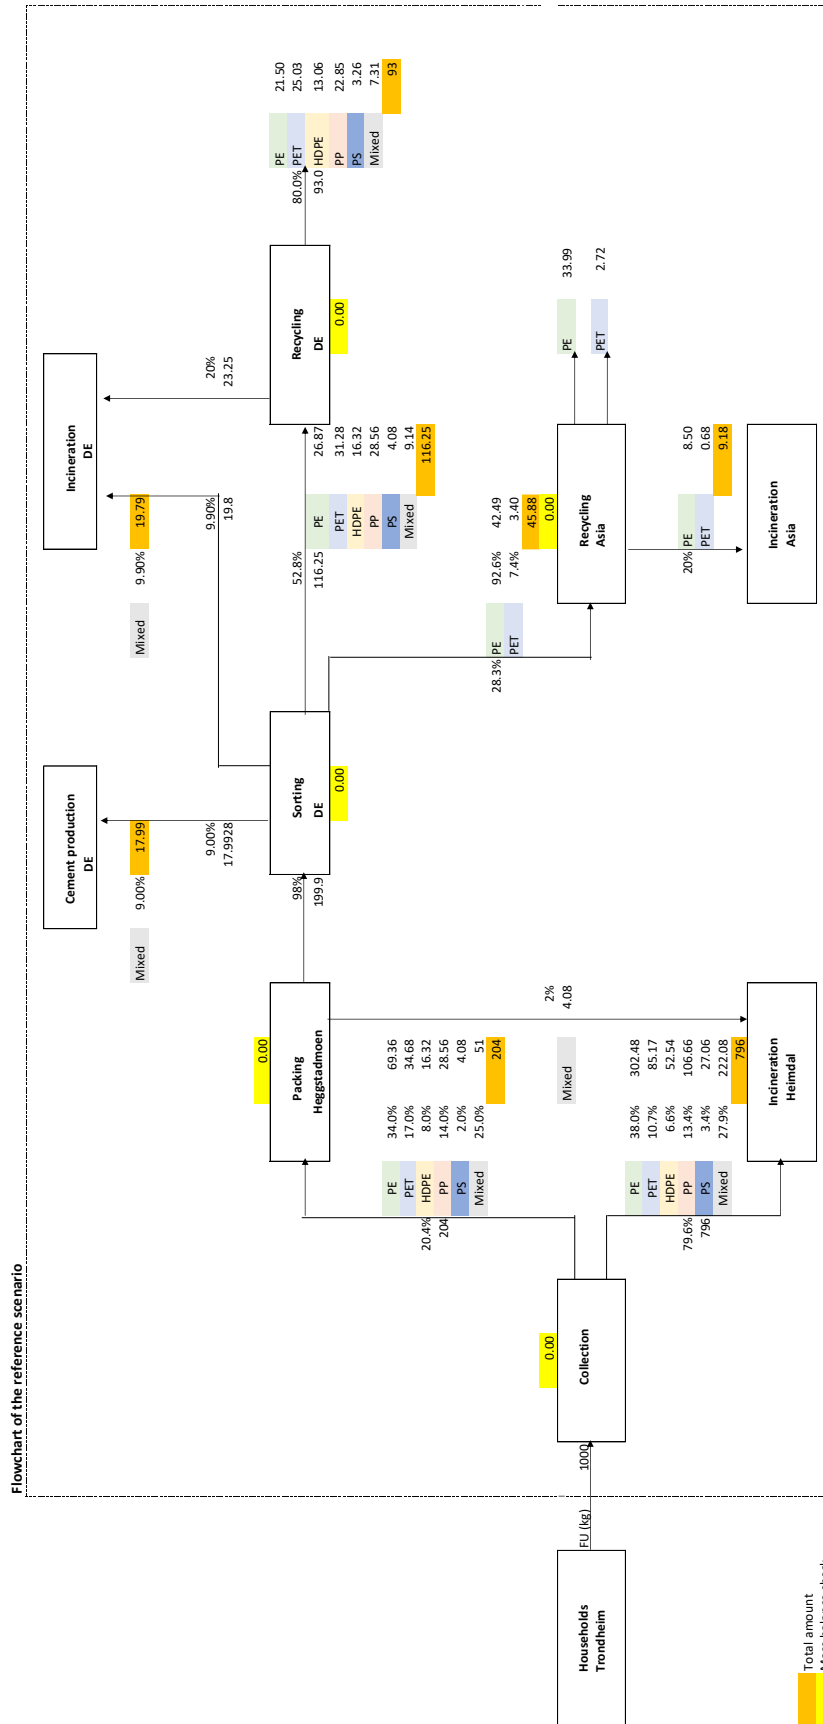 Flowchart of the reference scenario
Cement production
DE
Incineration
DE
Mixed
9.00%
17.99
Mixed
9.90%
19.79
9.00%
17.9928
9.90%
19.8
20%
23.25
0.00
Packing
Heggstadmoen
98%
199.9
Sorting
DE
0.00
52.8%
116.25
PE 26.87
PET 31.28
HDPE 16.32
PP 28.56
PS 4.08
Mixed 9.14
116.25
Recycling
DE
0.00
80.0%
93.0
PE 21.50
PET 25.03
HDPE 13.06
PP 22.85
PS 3.26
Mixed 7.31
93
20.4%
204
PE 34.0% 69.36
PET 17.0% 34.68
HDPE 8.0% 16.32
PP 14.0% 28.56
PS 2.0% 4.08
Mixed 25.0% 51
204
28.3%
PE 92.6% 42.49
PET 7.4% 3.40
45.88
0.00
2%
4.08
Mixed
Households
Trondheim
FU (kg)
1000
0.00
Collection
Recycling
Asia
PE 33.99
PET 2.72
79.6%
796
PE 38.0% 302.48
PET 10.7% 85.17
HDPE 6.6% 52.54
PP 13.4% 106.66
PS 3.4% 27.06
Mixed 27.9% 222.08
796
20%
PE 8.50
PET 0.68
9.18
Incineration
Heimdal
Incineration
Asia
Total amount
Mass balance check